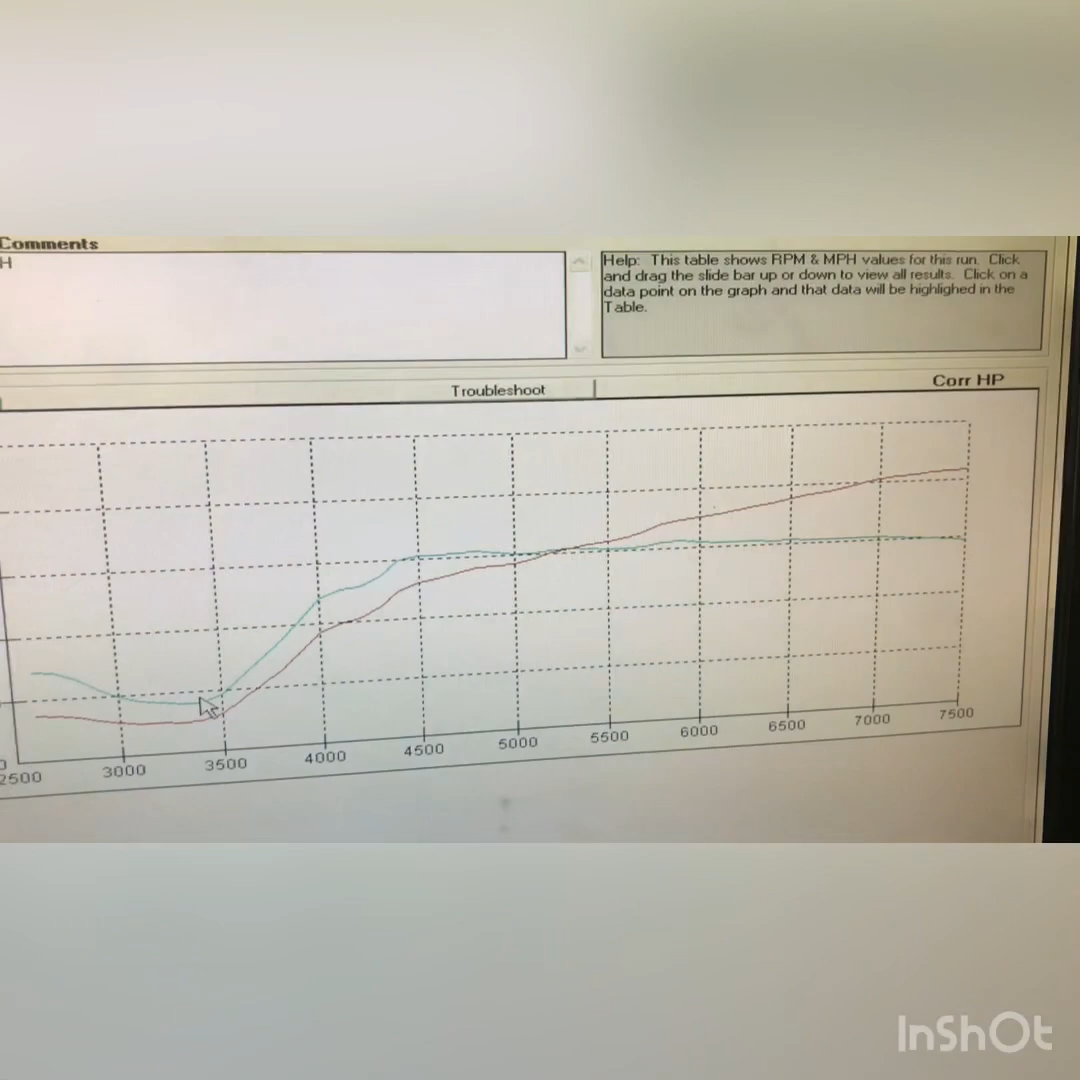 Comments
H
Help: This table shows RPM & MPH values for this run. Click
and drag the slide bar up or down to view all results. Click on a
data point on the graph and that data will be highlighed in the
Table.
Troubleshoot
Corr HP
0
2500 3000 3500 4000 4500 5000 5500 6000 6500 7000 7500
InShOt